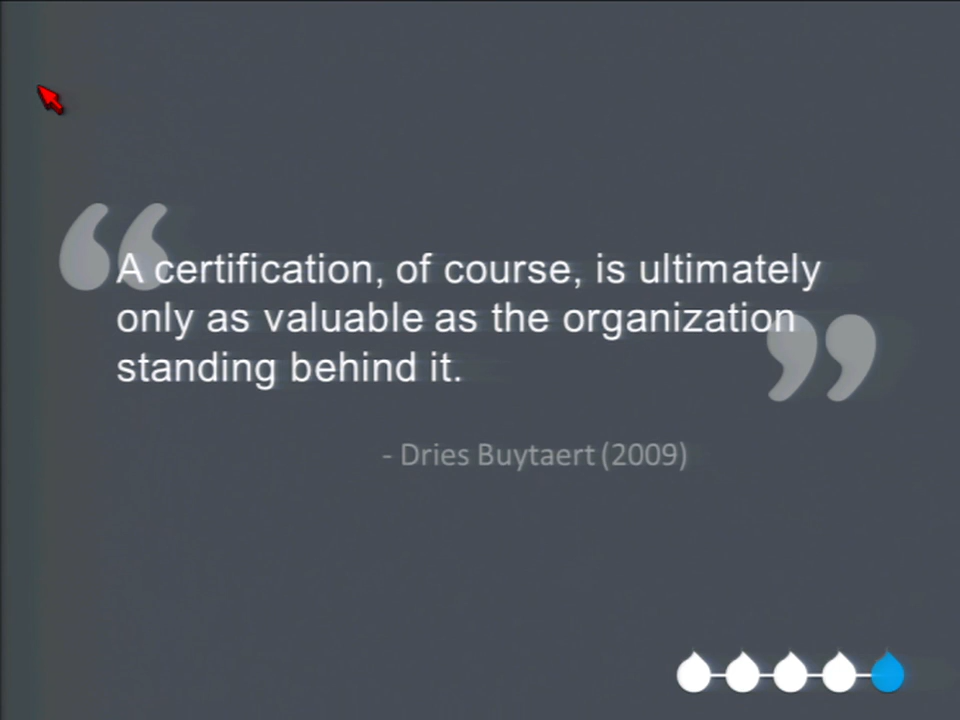 A certification, of course, is ultimately
only as valuable as the organization
standing behind it.
- Dries Buytaert (2009)